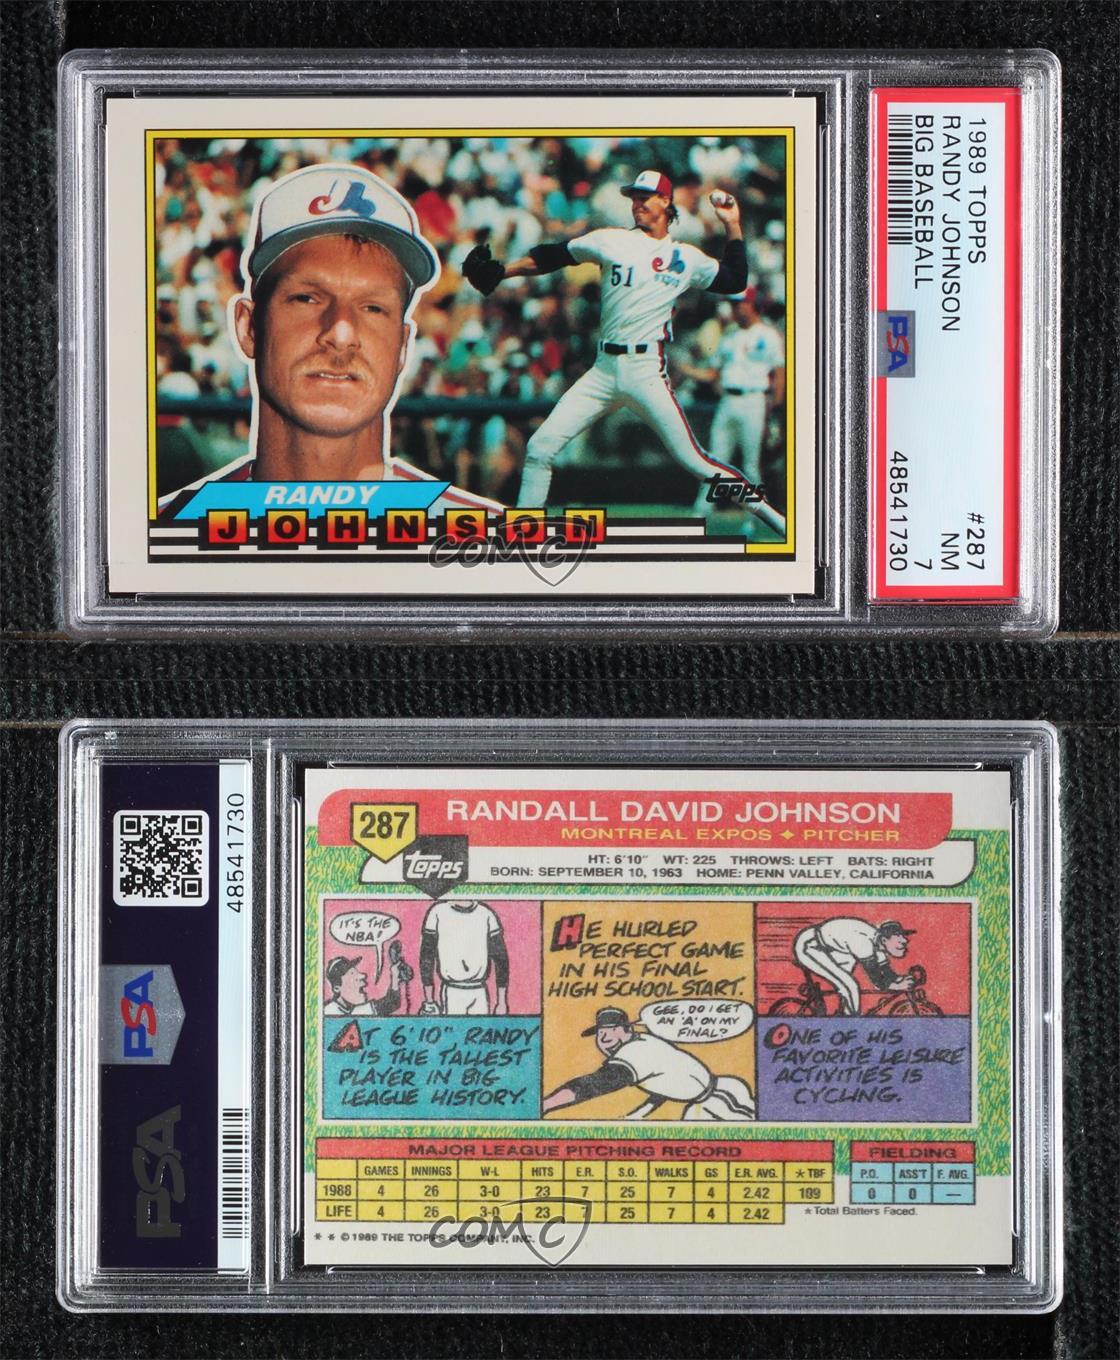 RANDY
JOHNSON
51
expos
topps
COMC
1989 TOPPS
RANDY JOHNSON
BIG BASEBALL
PSA
#287
NM
7
48541730
48541730
PSA
PSA
287
topps
RANDALL DAVID JOHNSON
MONTREAL EXPOS ♦ PITCHER
HT: 6'10" WT: 225 THROWS: LEFT BATS: RIGHT
BORN: SEPTEMBER 10, 1963 HOME: PENN VALLEY, CALIFORNIA
IT'S THE
NBA!
AT 6'10", RANDY
IS THE TALLEST
PLAYER IN BIG
LEAGUE HISTORY.
HE HURLED
PERFECT GAME
IN HIS FINAL
HIGH SCHOOL START.
GEE, DO I GET
AN 'A' ON MY
FINAL?
ONE OF HIS
FAVORITE LEISURE
ACTIVITIES IS
CYCLING.
MAJOR LEAGUE PITCHING RECORD
GAMES INNINGS W-L HITS E.R. S.O. WALKS GS E.R. AVG. *TBF
1988 4 26 3-0 23 7 25 7 4 2.42 109
LIFE 4 26 3-0 23 7 25 7 4 2.42
*Total Batters Faced.
FIELDING
P.O. ASS'T F. AVG.
0 0 —
* * © 1989 THE TOPPS COMPANY, INC.
COMC